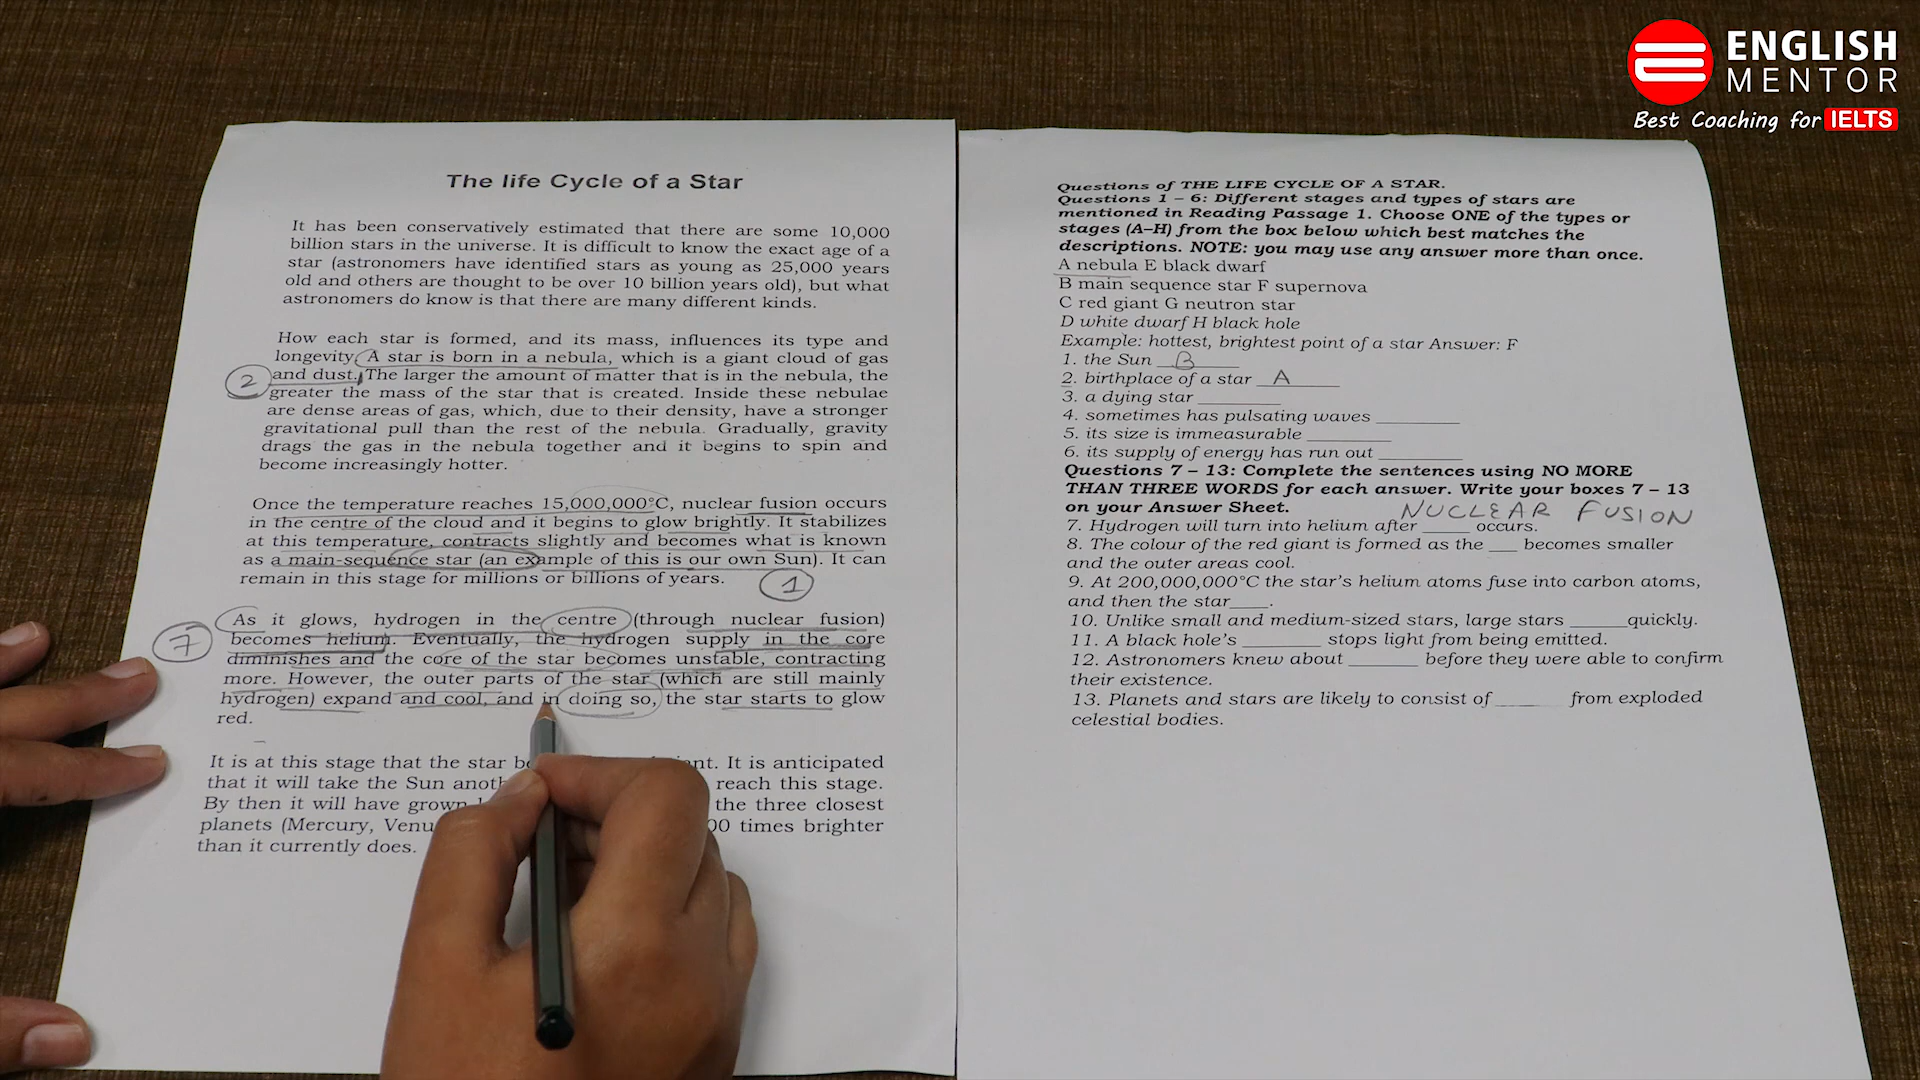 ENGLISH
MENTOR
Best Coaching for IELTS
The life Cycle of a Star
It has been conservatively estimated that there are some 10,000
billion stars in the universe. It is difficult to know the exact age of a
star (astronomers have identified stars as young as 25,000 years
old and others are thought to be over 10 billion years old), but what
astronomers do know is that there are many different kinds.
How each star is formed, and its mass, influences its type and
longevity. A star is born in a nebula, which is a giant cloud of gas
2 and dust. The larger the amount of matter that is in the nebula, the
greater the mass of the star that is created. Inside these nebulae
are dense areas of gas, which, due to their density, have a stronger
gravitational pull than the rest of the nebula. Gradually, gravity
drags the gas in the nebula together and it begins to spin and
become increasingly hotter.
Once the temperature reaches 15,000,000°C, nuclear fusion occurs
in the centre of the cloud and it begins to glow brightly. It stabilizes
at this temperature, contracts slightly and becomes what is known
as a main-sequence star (an example of this is our own Sun). It can
remain in this stage for millions or billions of years.
1
As it glows, hydrogen in the centre (through nuclear fusion)
7 becomes helium. Eventually, the hydrogen supply in the core
diminishes and the core of the star becomes unstable, contracting
more. However, the outer parts of the star (which are still mainly
hydrogen) expand and cool, and in doing so, the star starts to glow
red.
It is at this stage that the star It is anticipated
that it will take the Sun reach this stage.
By then it will have grown the three closest
planets (Mercury, times brighter
than it currently does.
Questions of THE LIFE CYCLE OF A STAR.
Questions 1 – 6: Different stages and types of stars are
mentioned in Reading Passage 1. Choose ONE of the types or
stages (A–H) from the box below which best matches the
descriptions. NOTE: you may use any answer more than once.
A nebula E black dwarf
B main sequence star F supernova
C red giant G neutron star
D white dwarf H black hole
Example: hottest, brightest point of a star Answer: F
1. the Sun B
2. birthplace of a star A
3. a dying star ________
4. sometimes has pulsating waves ________
5. its size is immeasurable ________
6. its supply of energy has run out ________
Questions 7 – 13: Complete the sentences using NO MORE
THAN THREE WORDS for each answer. Write your boxes 7 – 13
on your Answer Sheet.
NUCLEAR FUSION
7. Hydrogen will turn into helium after _____ occurs.
8. The colour of the red giant is formed as the ___ becomes smaller
and the outer areas cool.
9. At 200,000,000°C the star's helium atoms fuse into carbon atoms,
and then the star____.
10. Unlike small and medium-sized stars, large stars ______quickly.
11. A black hole's ________ stops light from being emitted.
12. Astronomers knew about _______ before they were able to confirm
their existence.
13. Planets and stars are likely to consist of ____ from exploded
celestial bodies.